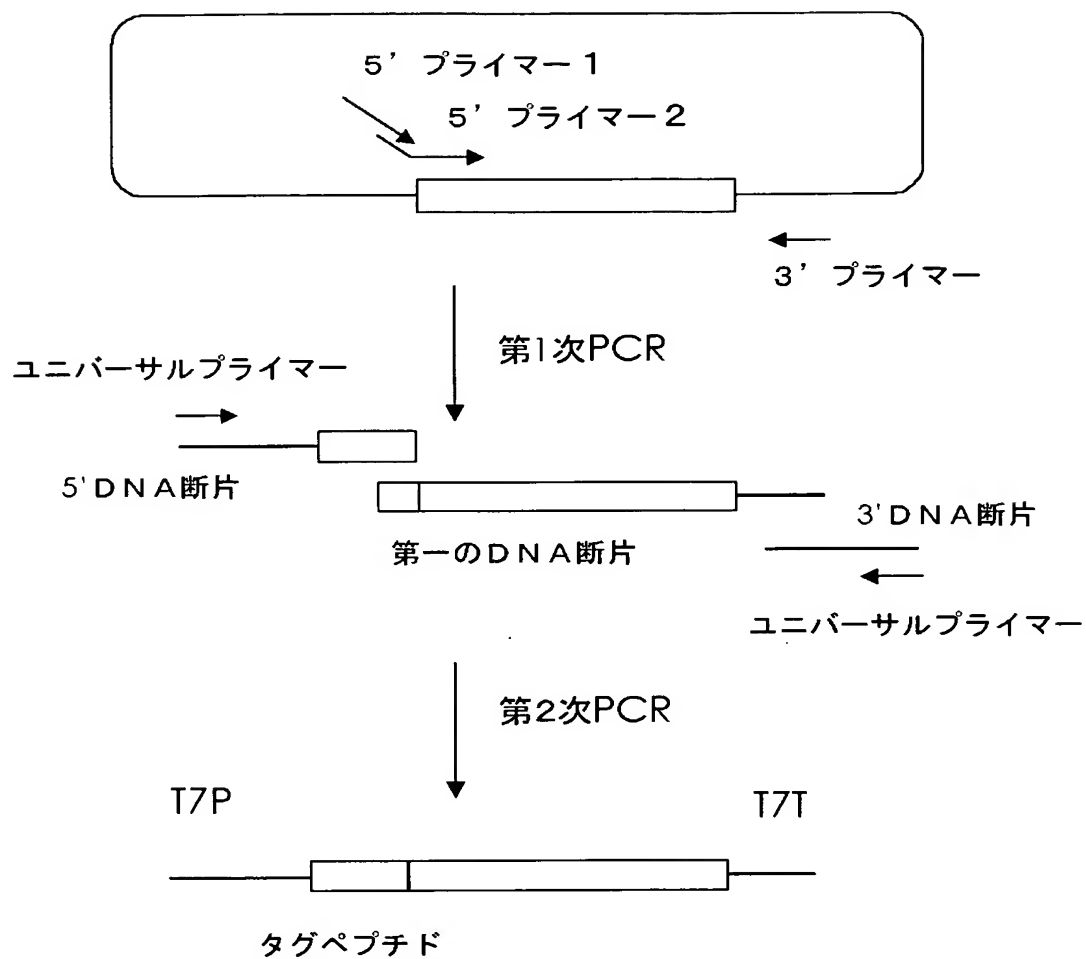 5’ プライマー１
5’ プライマー２
3’ プライマー
第1次PCR
ユニバーサルプライマー
5'ＤＮＡ断片
3'ＤＮＡ断片
第一のＤＮＡ断片
ユニバーサルプライマー
第2次PCR
T7P
T7T
タグペプチド